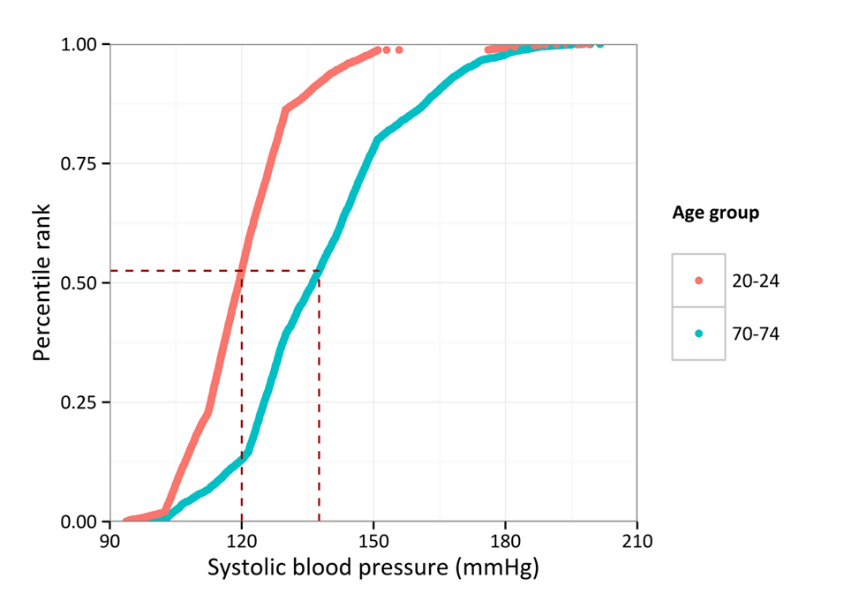 1.00
0.75
0.50
0.25
0.00
Percentile rank
90 120 150 180 210
Systolic blood pressure (mmHg)
Age group
20-24
70-74